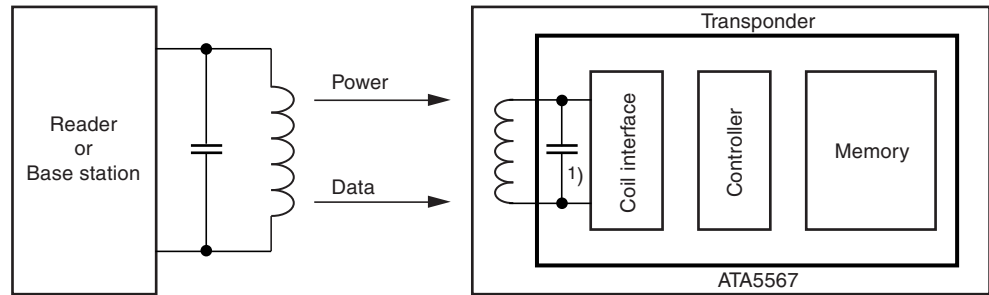 Reader
or
Base station
Power
Data
Transponder
1)
Coil interface
Controller
Memory
ATA5567